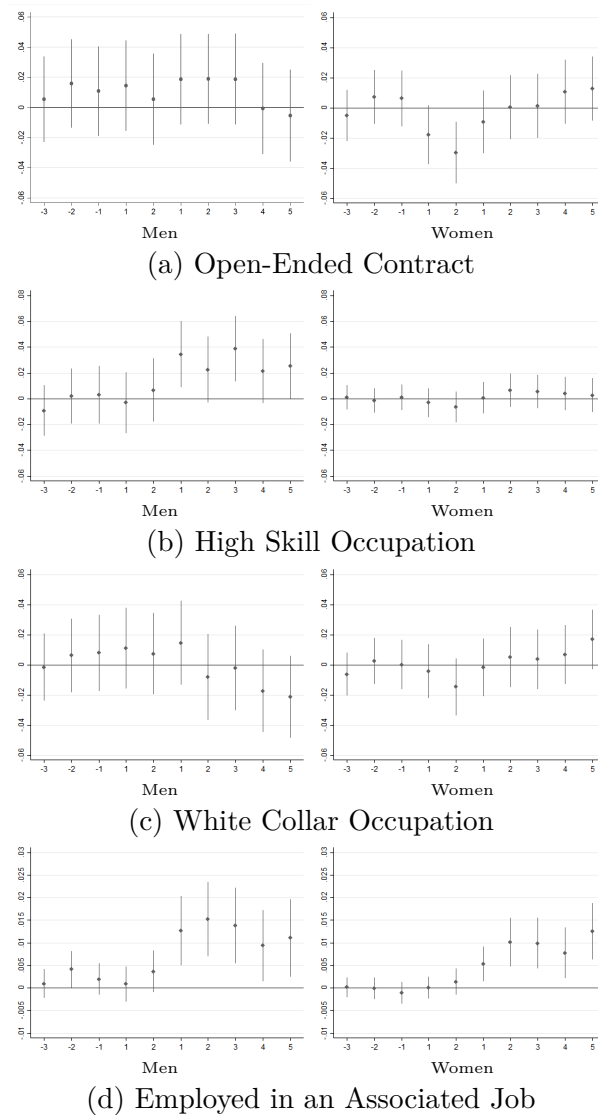 .06 .04 .02 0 -.02 -.04 -.06
-3 -2 -1 1 2 1 2 3 4 5
Men
.06 .04 .02 0 -.02 -.04 -.06
-3 -2 -1 1 2 1 2 3 4 5
Women
(a) Open-Ended Contract
.08 .06 .04 .02 0 -.02 -.04 -.06
-3 -2 -1 1 2 1 2 3 4 5
Men
.08 .06 .04 .02 0 -.02 -.04 -.06
-3 -2 -1 1 2 1 2 3 4 5
Women
(b) High Skill Occupation
.06 .04 .02 0 -.02 -.04 -.06
-3 -2 -1 1 2 1 2 3 4 5
Men
.06 .04 .02 0 -.02 -.04 -.06
-3 -2 -1 1 2 1 2 3 4 5
Women
(c) White Collar Occupation
.03 .025 .02 .015 .01 .005 0 -.005 -.01
-3 -2 -1 1 2 1 2 3 4 5
Men
.03 .025 .02 .015 .01 .005 0 -.005 -.01
-3 -2 -1 1 2 1 2 3 4 5
Women
(d) Employed in an Associated Job